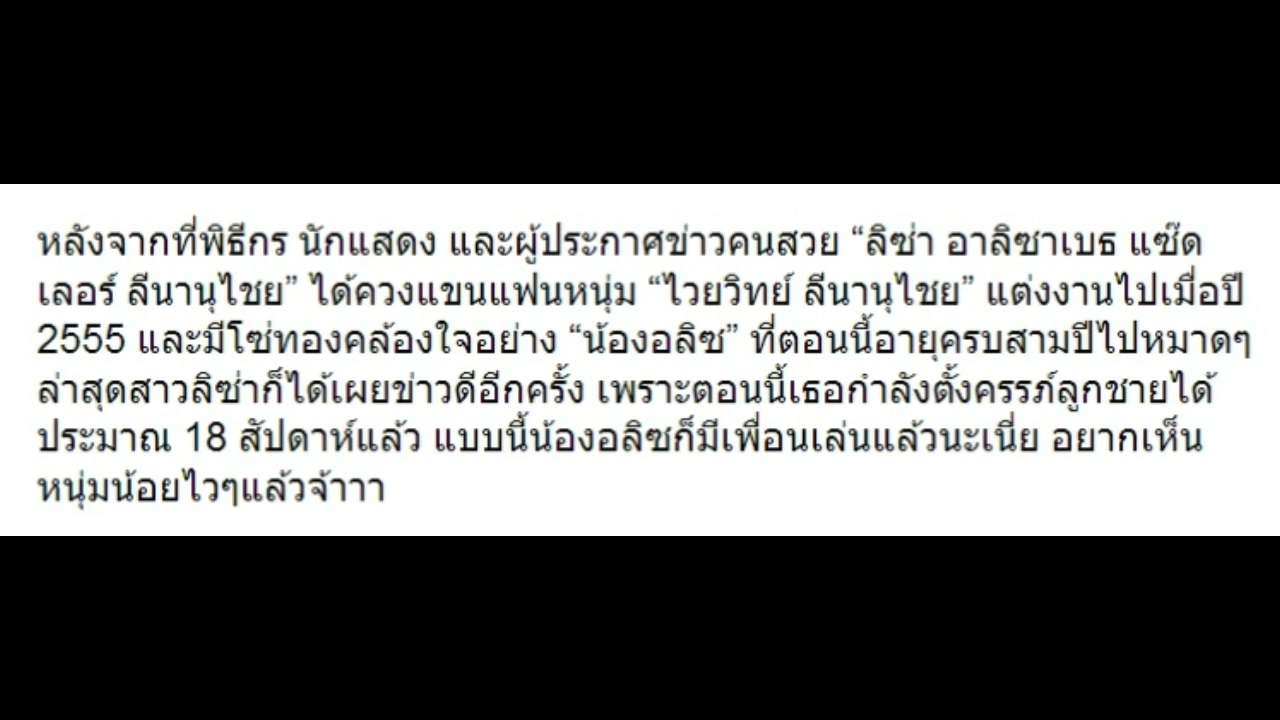 หลังจากที่พิธีกร นักแสดง และผู้ประกาศข่าวคนสวย “ลิซ่า อาลิซาเบธ แซ๊ด
เลอร์ ลีนานุไชย” ได้ควงแขนแฟนหนุ่ม “ไวยวิทย์ ลีนานุไชย” แต่งงานไปเมื่อปี
2555 และมีโซ่ทองคล้องใจอย่าง “น้องอลิซ” ที่ตอนนี้อายุครบสามปีไปหมาดๆ
ล่าสุดสาวลิซ่าก็ได้เผยข่าวดีอีกครั้ง เพราะตอนนี้เธอกำลังตั้งครรภ์ลูกชายได้
ประมาณ 18 สัปดาห์แล้ว แบบนี้น้องอลิซก็มีเพื่อนเล่นแล้วนะเนี่ย อยากเห็น
หนุ่มน้อยไวๆแล้วจ้าาา